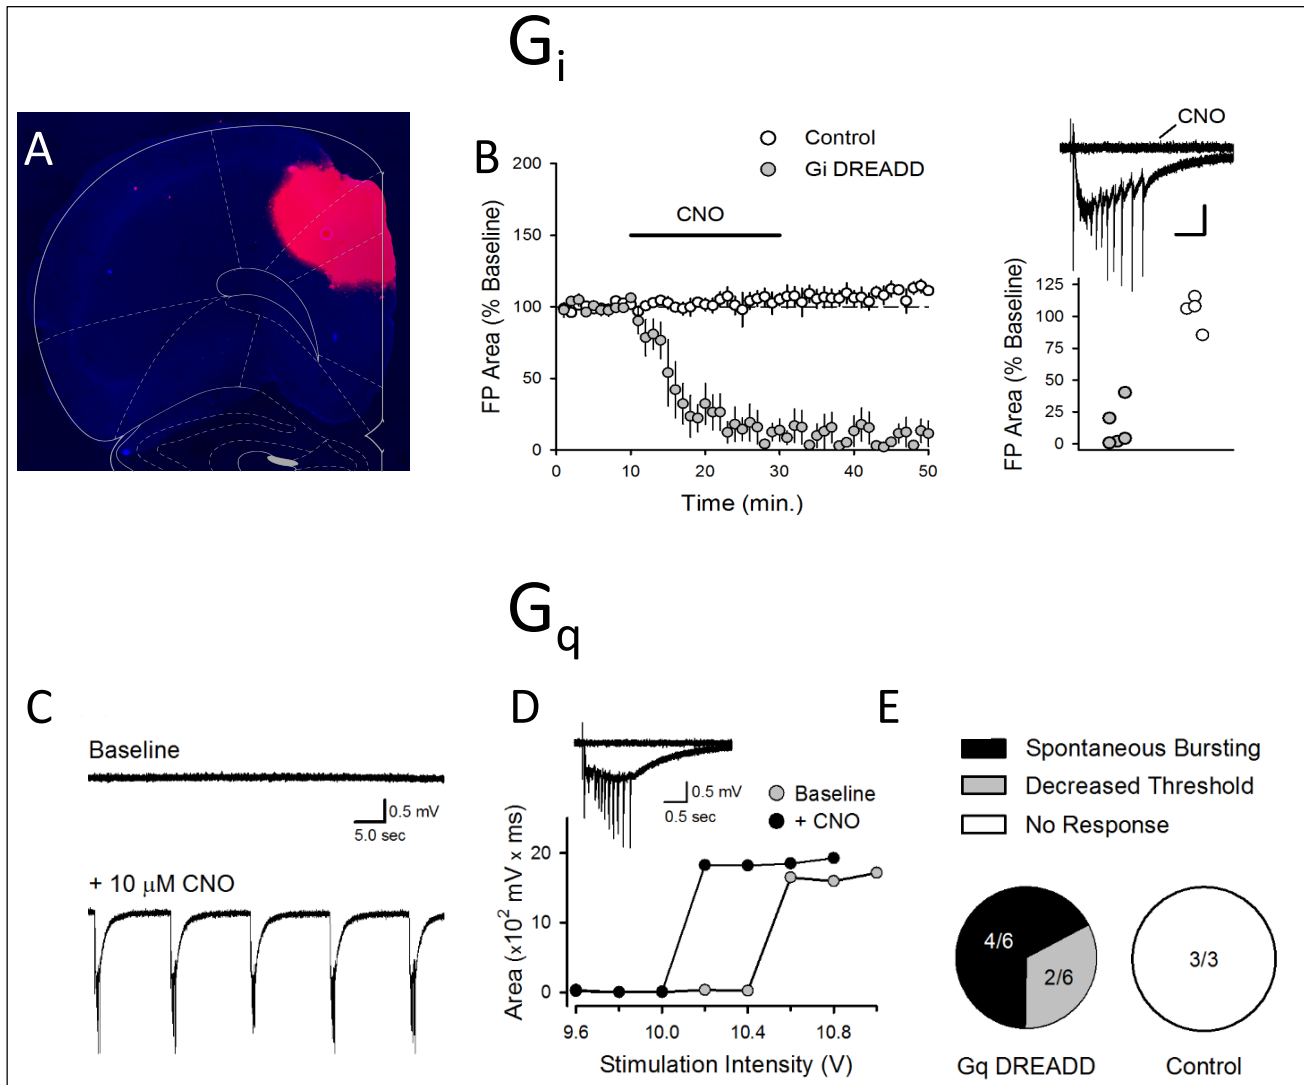 Gi
A
B
Control
Gi DREADD
CNO
200
150
100
50
0
FP Area (% Baseline)
0 10 20 30 40 50
Time (min.)
CNO
125
100
75
50
25
0
FP Area (% Baseline)
Gq
C
Baseline
0.5 mV
5.0 sec
+ 10 μM CNO
D
0.5 mV
0.5 sec
Baseline
+ CNO
20
10
0
Area (x10² mV x ms)
9.6 10.0 10.4 10.8
Stimulation Intensity (V)
E
Spontaneous Bursting
Decreased Threshold
No Response
4/6
2/6
3/3
Gq DREADD
Control